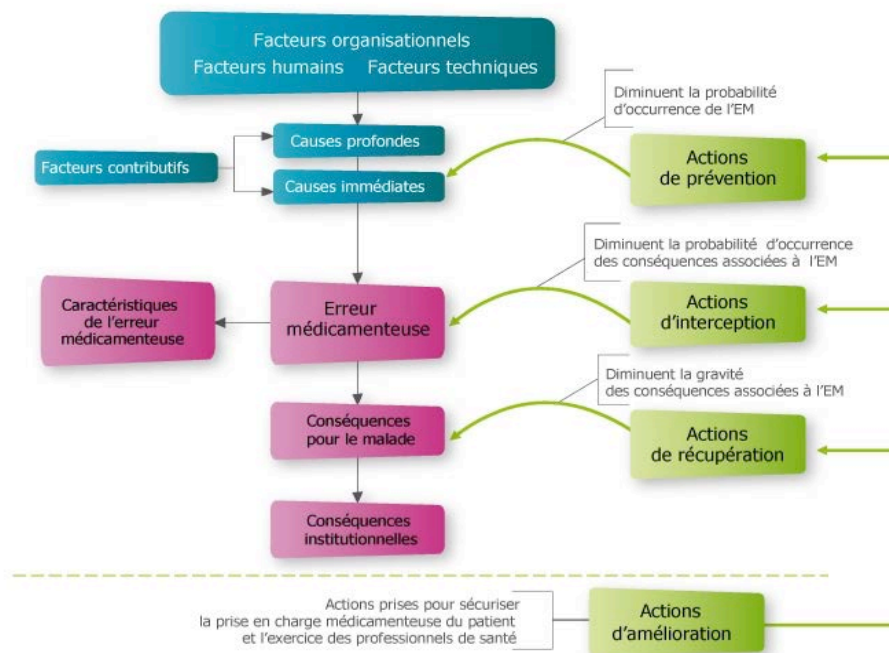 Facteurs organisationnels
Facteurs humains Facteurs techniques
Diminuent la probabilité
d'occurrence de l'EM
Causes profondes
Facteurs contributifs
Causes immédiates
Actions
de prévention
Diminuent la probabilité d'occurrence
des conséquences associées à l'EM
Caractéristiques
de l'erreur
médicamenteuse
Erreur
médicamenteuse
Actions
d'interception
Diminuent la gravité
des conséquences associées à l'EM
Conséquences
pour le malade
Actions
de récupération
Conséquences
institutionnelles
Actions prises pour sécuriser
la prise en charge médicamenteuse du patient
et l'exercice des professionnels de santé
Actions
d'amélioration